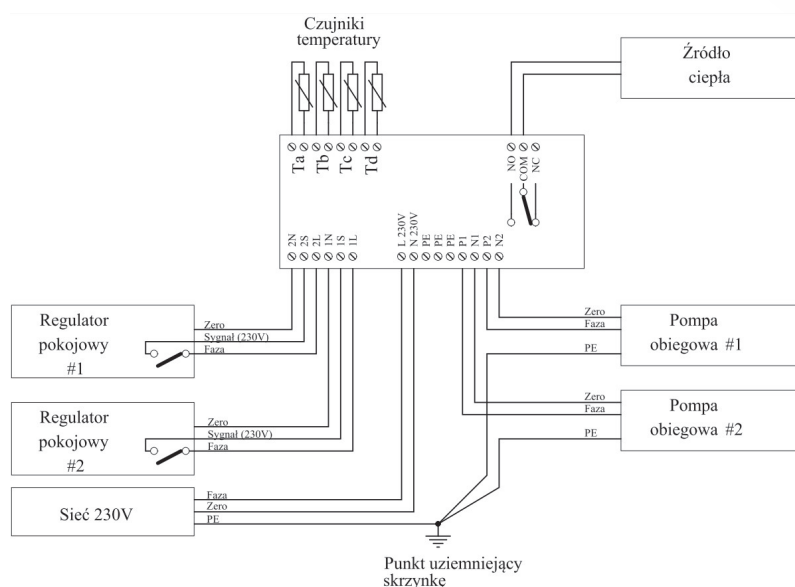 Czujniki
temperatury
Źródło
ciepła
Ta
Tb
Tc
Td
NO
COM
NC
2N
2S
2L
1N
1S
1L
L 230V
N 230V
PE
PE
PE
P1
N1
P2
N2
Regulator
pokojowy
#1
Zero
Sygnał (230V)
Faza
Zero
Faza
PE
Pompa
obiegowa #1
Regulator
pokojowy
#2
Zero
Sygnał (230V)
Faza
Zero
Faza
PE
Pompa
obiegowa #2
Sieć 230V
Faza
Zero
PE
Punkt uziemniejący
skrzynkę